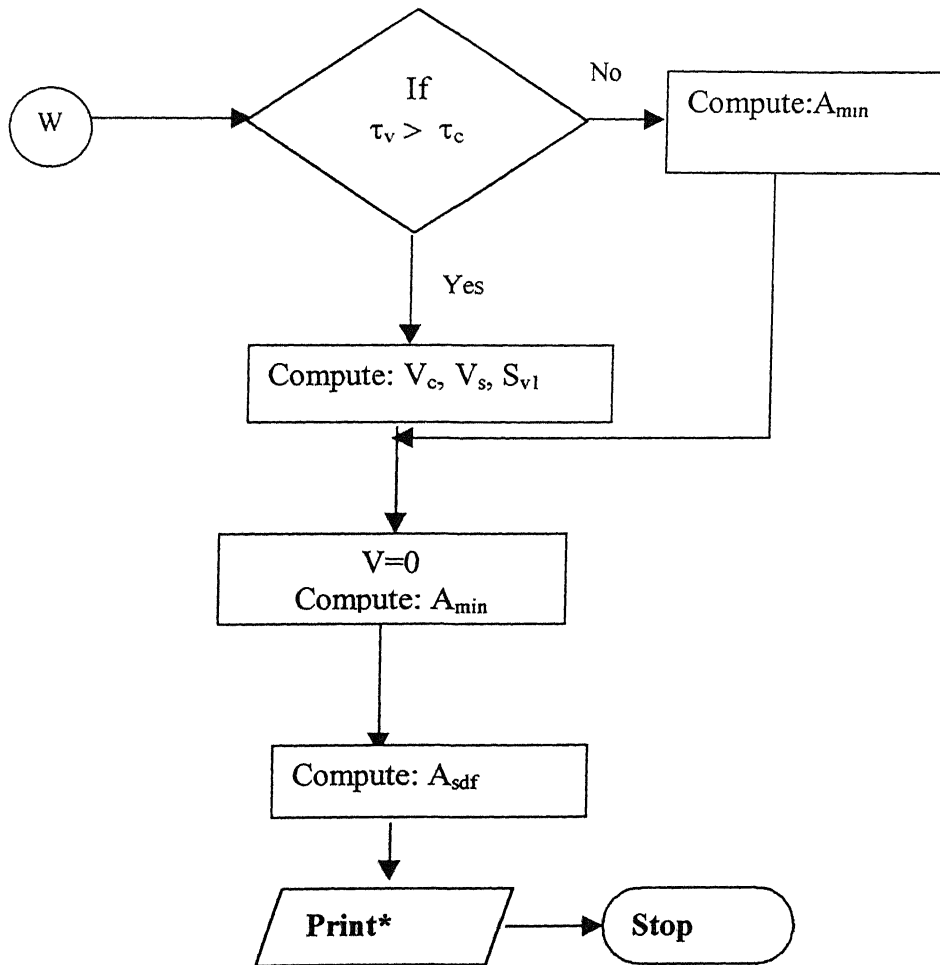 W
If
τv > τc
No
Compute:Amin
Yes
Compute: Vc, Vs, Sv1
V=0
Compute: Amin
Compute: Asdf
Print*
Stop